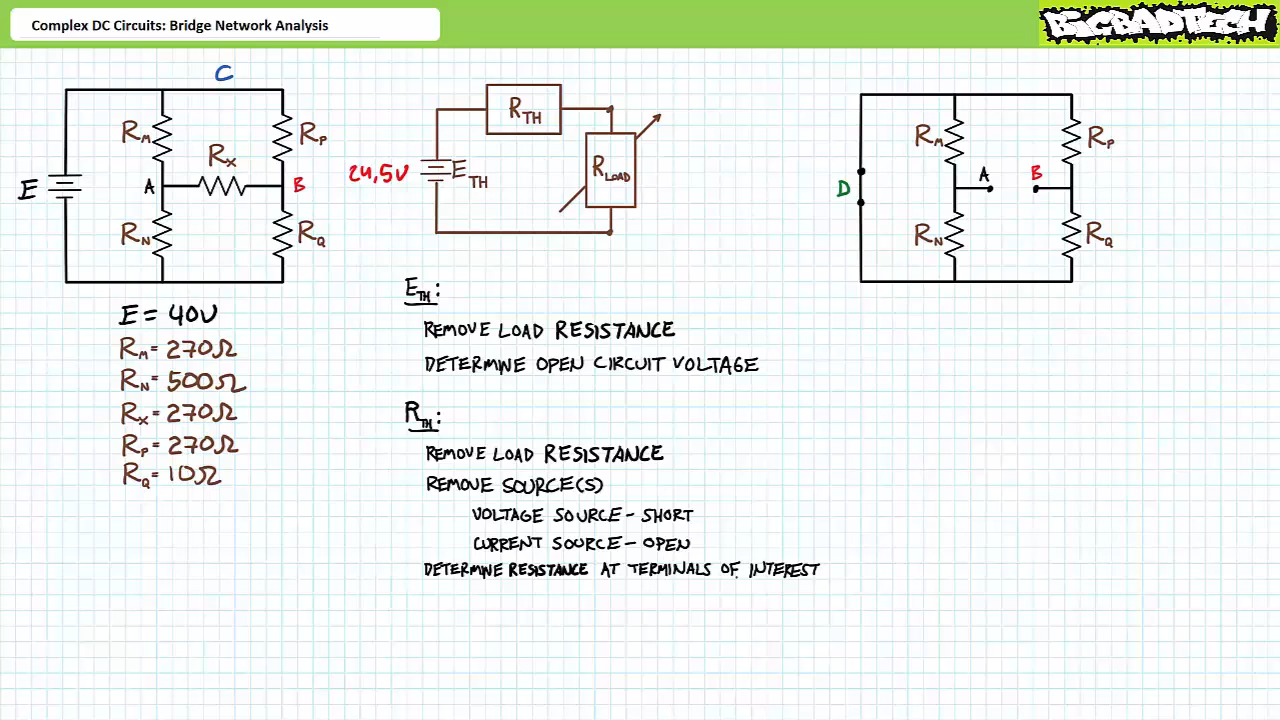 Complex DC Circuits: Bridge Network Analysis
BIGBADTECH
C
E
RM
RP
RX
A
B
RN
RQ
E = 40V
RM = 270Ω
RN = 500Ω
RX = 270Ω
RP = 270Ω
RQ = 10Ω
RTH
24,5V
ETH
RLOAD
ETH:
REMOVE LOAD RESISTANCE
DETERMINE OPEN CIRCUIT VOLTAGE
RTH:
REMOVE LOAD RESISTANCE
REMOVE SOURCE(S)
VOLTAGE SOURCE - SHORT
CURRENT SOURCE - OPEN
DETERMINE RESISTANCE AT TERMINALS OF INTEREST
D
RM
RP
A
B
RN
RQ